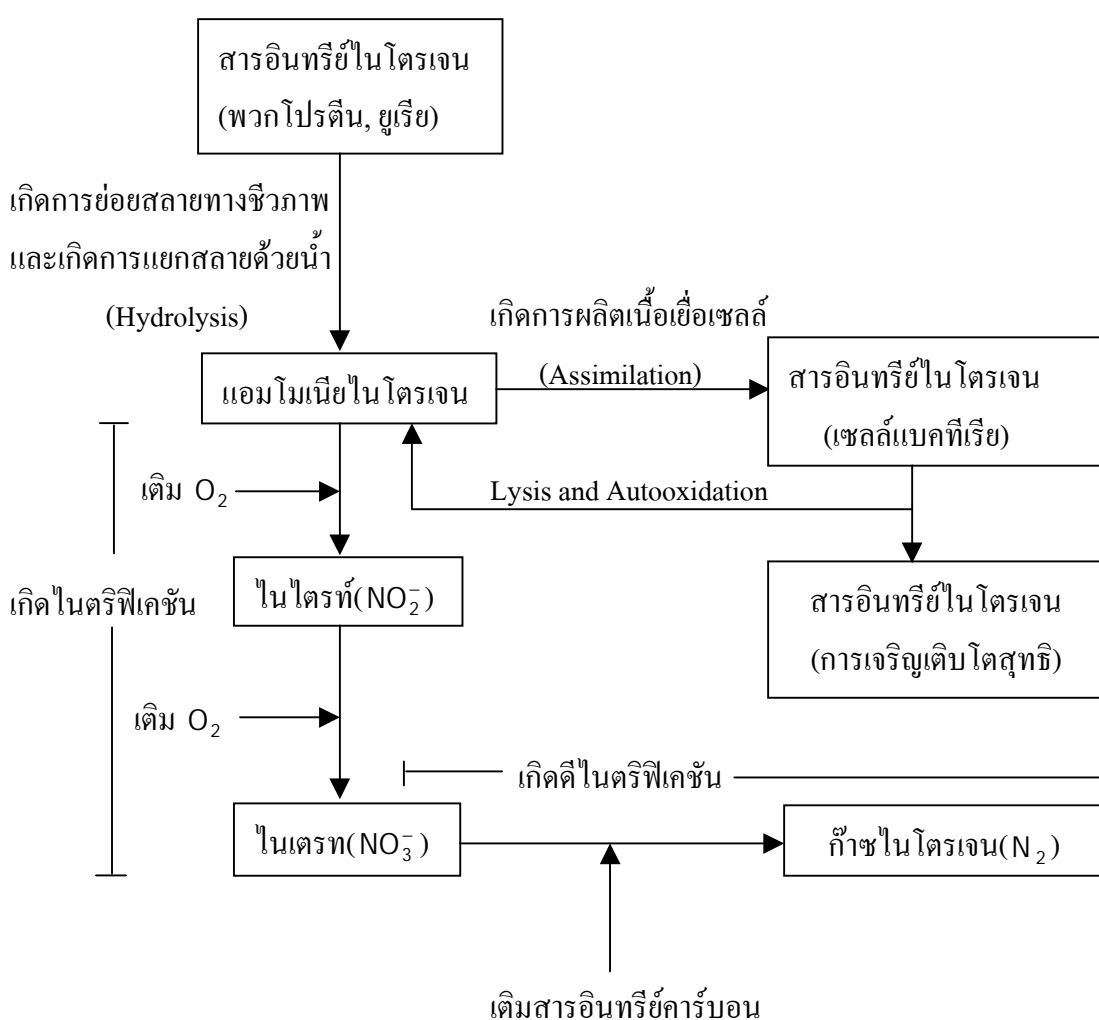 สารอินทรีย์ไนโตรเจน
(พวกโปรตีน, ยูเรีย)
เกิดการย่อยสลายทางชีวภาพ
และเกิดการแยกสลายด้วยน้ำ
(Hydrolysis)
เกิดการผลิตเนื้อเยื่อเซลล์
(Assimilation)
แอมโมเนียไนโตรเจน
สารอินทรีย์ไนโตรเจน
(เซลล์แบคทีเรีย)
เติม O₂
Lysis and Autooxidation
เกิดไนตริฟิเคชัน
ไนไตรท์(NO₂⁻)
สารอินทรีย์ไนโตรเจน
(การเจริญเติบโตสุทธิ)
เติม O₂
เกิดดีไนตริฟิเคชัน
ไนเตรท(NO₃⁻)
ก๊าซไนโตรเจน(N₂)
เติมสารอินทรีย์คาร์บอน